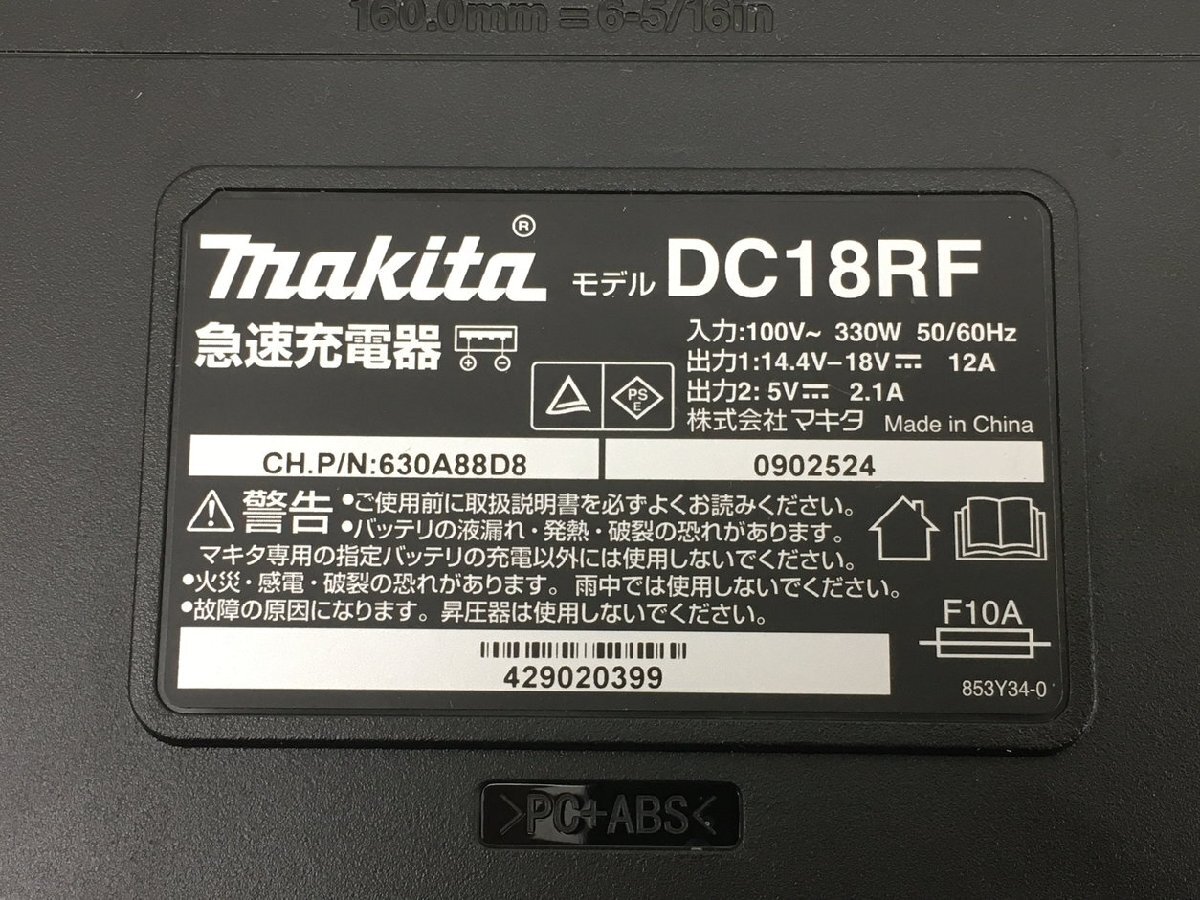 160.0mm=6-5/16in
makita® モデル DC18RF
急速充電器
入力:100V~ 330W 50/60Hz
出力1:14.4V-18V⎓ 12A
出力2:5V⎓ 2.1A
PS
E
株式会社マキタ Made in China
CH.P/N:630A88D8
0902524
警告 •ご使用前に取扱説明書を必ずよくお読みください。
•バッテリの液漏れ・発熱・破裂の恐れがあります。
マキタ専用の指定バッテリの充電以外には使用しないでください。
•火災・感電・破裂の恐れがあります。雨中では使用しないでください。
•故障の原因になります。昇圧器は使用しないでください。
F10A
429020399
853Y34-0
>PC+ABS<